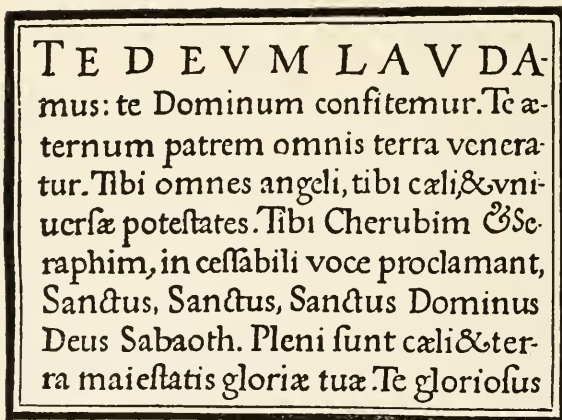 TE DEVM LAVDA-
mus: te Dominum confitemur. Te æ-
ternum patrem omnis terra venera-
tur. Tibi omnes angeli, tibi cæli, & vni-
uerſæ poteſtates. Tibi Cherubim & Se-
raphim, in ceſſabili voce proclamant,
Sanctus, Sanctus, Sanctus Dominus
Deus Sabaoth. Pleni ſunt cæli & ter-
ra maieſtatis gloriæ tuæ. Te glorioſus